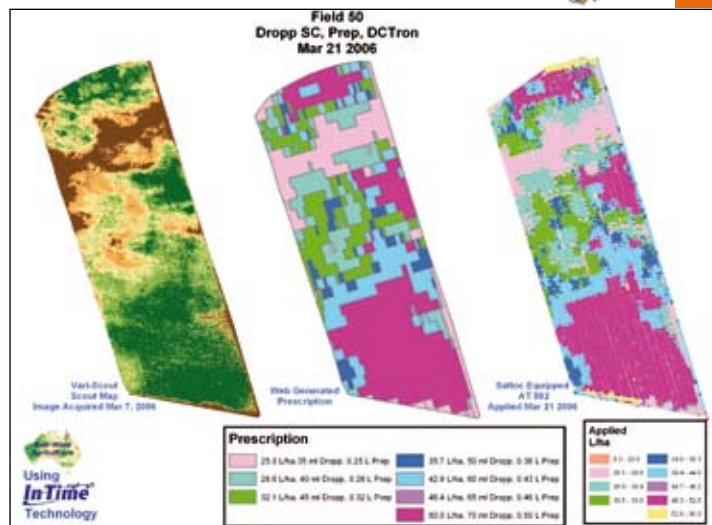 Field 50
Dropp SC, Prep, DCTron
Mar 21 2006
Vari-Scout
Scout Map
Image Acquired Mar 7, 2006
Web Generated
Prescription
Satloc Equipped
AT 502
Applied Mar 21 2006
Using
InTime
Technology
Prescription
25.0 L/ha 35 ml Dropp, 0.25 L Prep
28.6 L/ha, 40 ml Dropp, 0.28 L Prep
32.1 L/ha, 45 ml Dropp, 0.32 L Prep
35.7 L/ha, 50 ml Dropp, 0.36 L Prep
42.9 L/ha, 60 ml Dropp, 0.43 L Prep
46.4 L/ha, 65 ml Dropp, 0.46 L Prep
50.0 L/ha, 70 ml Dropp, 0.50 L Prep
Applied
L/ha